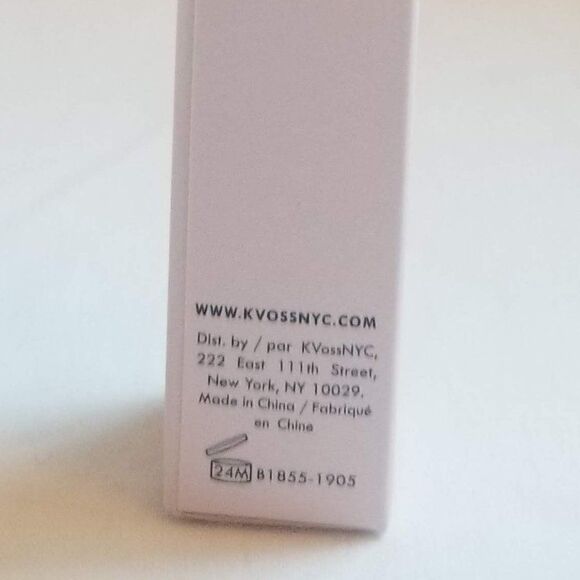 WWW.KVOSSNYC.COM
Dist. by / par KVossNYC,
222 East 111th Street,
New York, NY 10029.
Made in China / Fabriqué
en Chine
24M B1855-1905